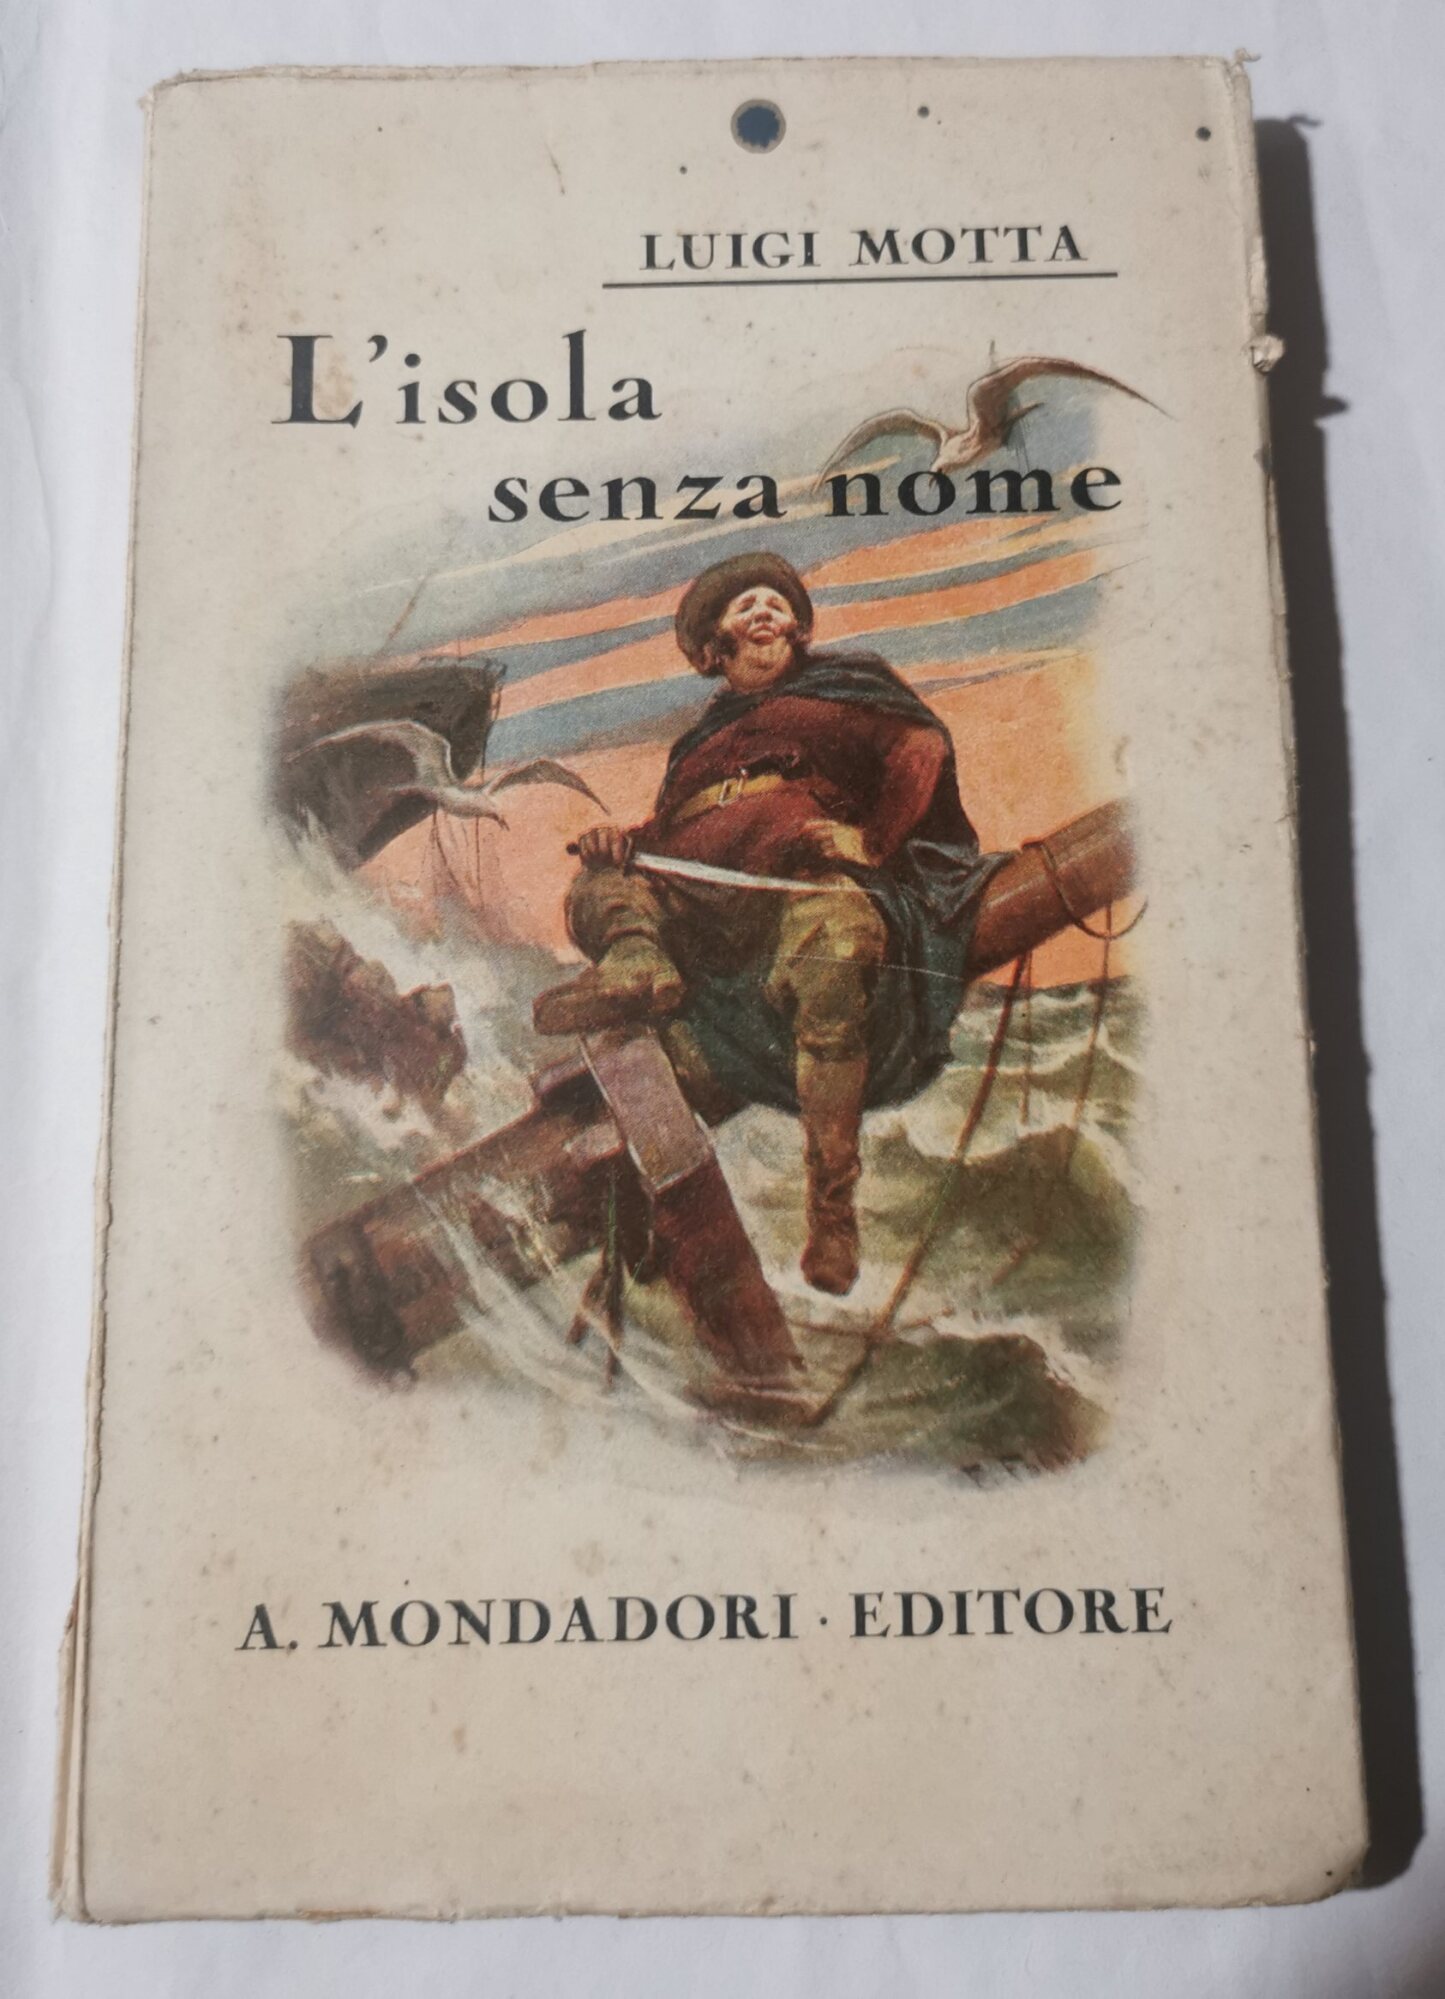 LUIGI MOTTA
L'isola
senza nome
A. MONDADORI · EDITORE